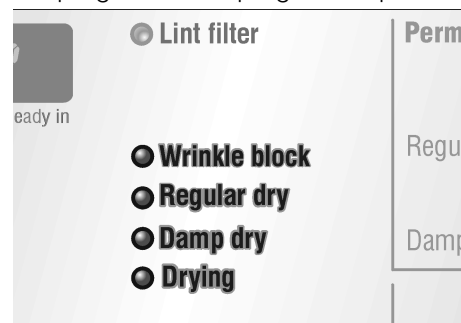 Lint filter
Perm
eady in
Wrinkle block
Regu
Regular dry
Damp dry
Damp
Drying